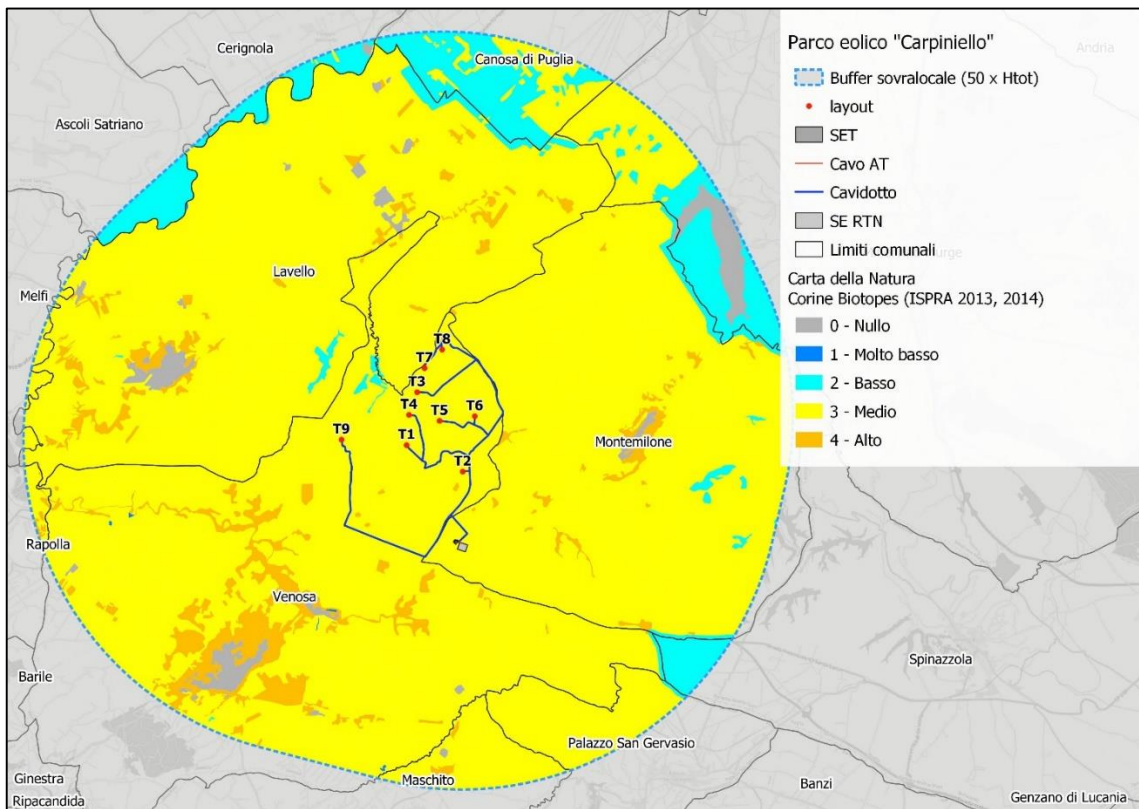 Cerignola
Canosa di Puglia
Ascoli Satriano
Lavello
Melfi
T8
T7
T3
T4
T5
T6
T9
T1
T2
Montemilone
Rapolla
Venosa
Barile
Spinazzola
Palazzo San Gervasio
Maschito
Banzi
Ginestra
Ripacandida
Genzano di Lucania
Parco eolico "Carpiniello"
Buffer sovralocale (50 x Htot)
layout
SET
Cavo AT
Cavidotto
SE RTN
Limiti comunali
Carta della Natura
Corine Biotopes (ISPRA 2013, 2014)
0 - Nullo
1 - Molto basso
2 - Basso
3 - Medio
4 - Alto
Andria